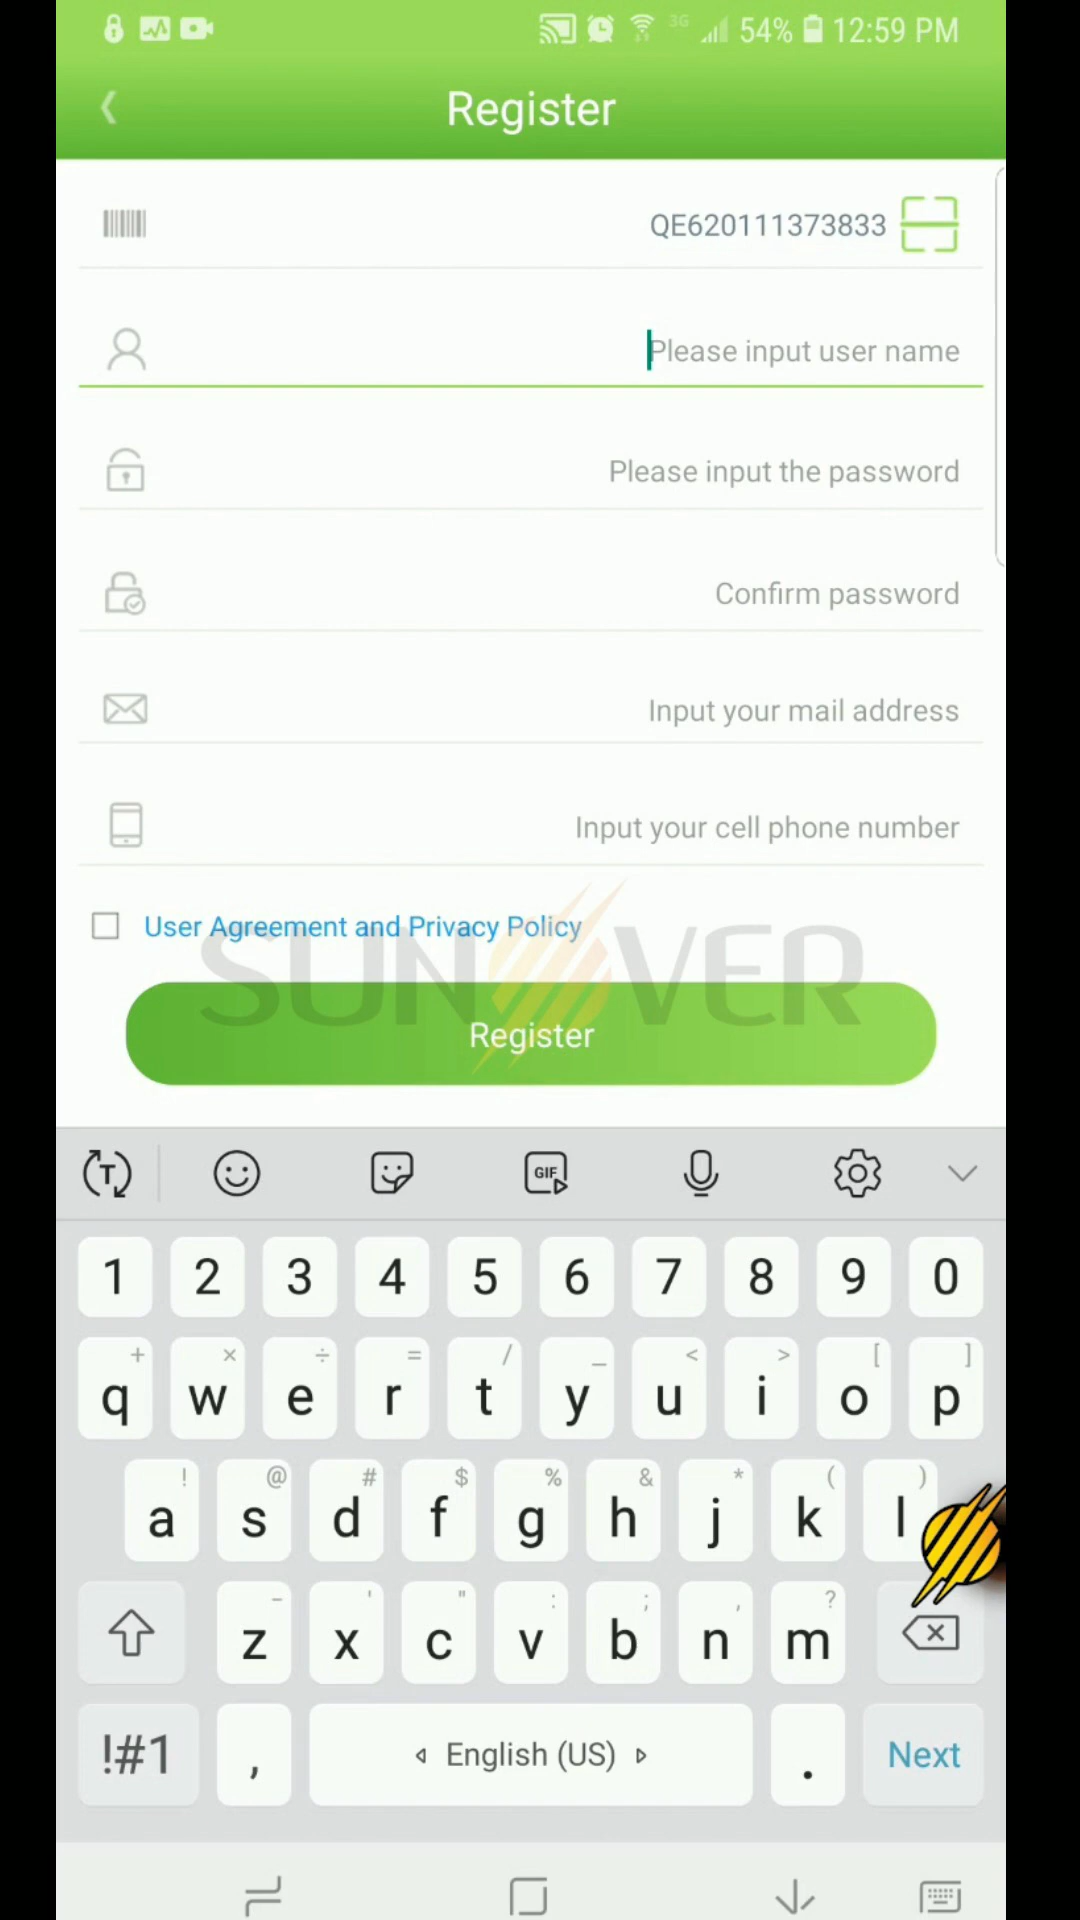 3G 54% 12:59 PM
Register
QE620111373833
Please input user name
Please input the password
Confirm password
Input your mail address
Input your cell phone number
User Agreement and Privacy Policy
SUNOVER
Register
T GIF
1 2 3 4 5 6 7 8 9 0
+ × ÷ = / _ < > [ ]
q w e r t y u i o p
! @ # $ % & * ( )
a s d f g h j k l
- ' " : ; , ?
z x c v b n m
!#1 , English (US) . Next